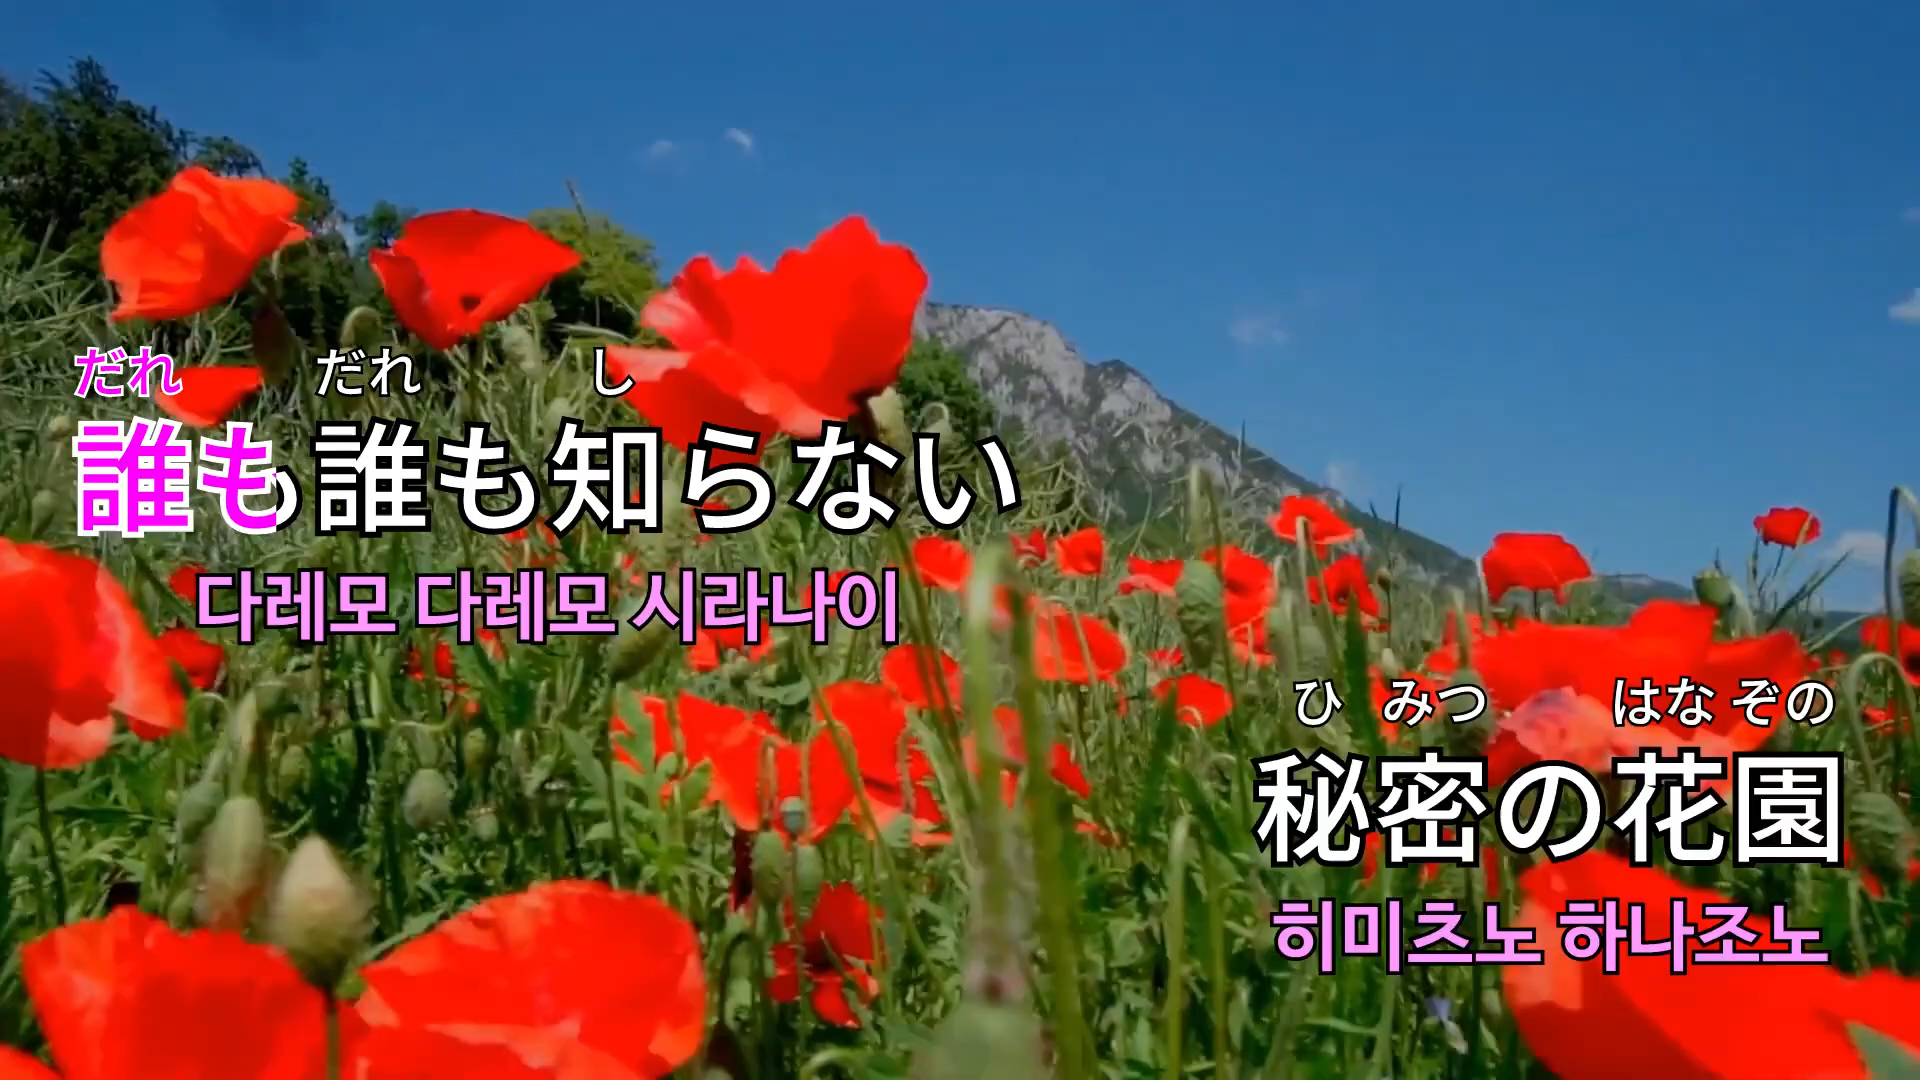 だれ だれ し
誰も誰も知らない
다레모 다레모 시라나이
ひ みつ はな ぞの
秘密の花園
히미츠노 하나조노